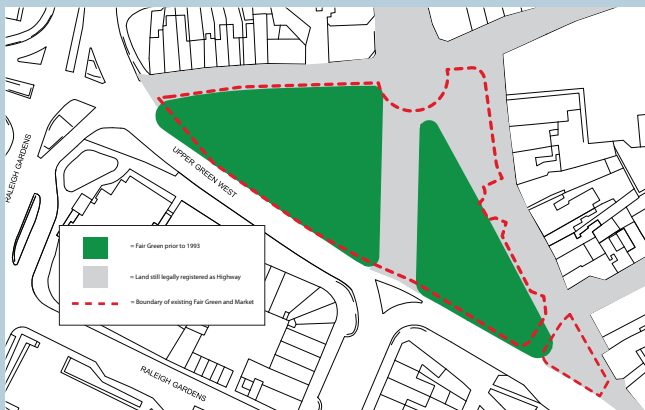 RALEIGH GARDENS
UPPER GREEN WEST
= Fair Green prior to 1993
= Land still legally registered as Highway
= Boundary of existing Fair Green and Market
RALEIGH GARDENS